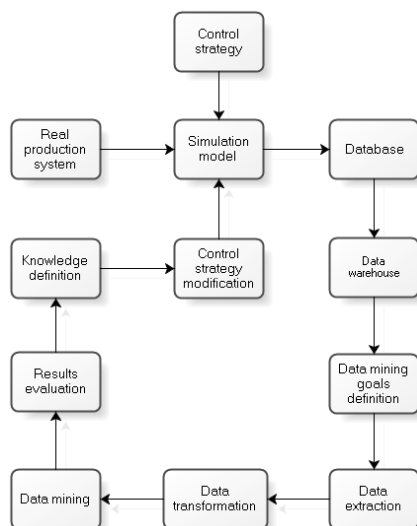 Control
strategy
Real
production
system
Simulation
model
Database
Knowledge
definition
Control
strategy
modification
Data
warehouse
Results
evaluation
Data mining
goals
definition
Data mining
Data
transformation
Data
extraction